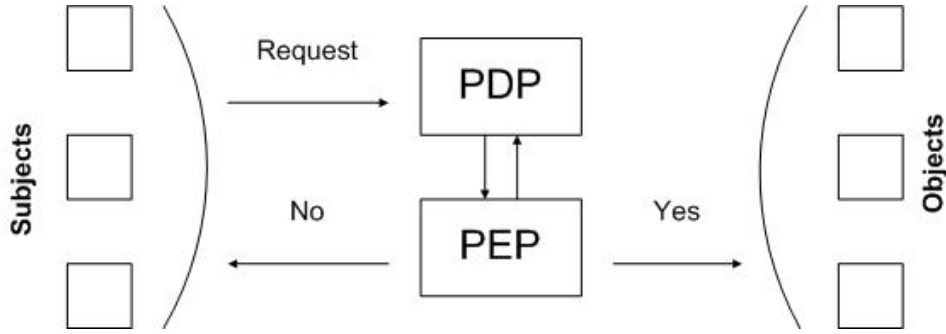 Request
PDP
Subjects
Objects
No
Yes
PEP